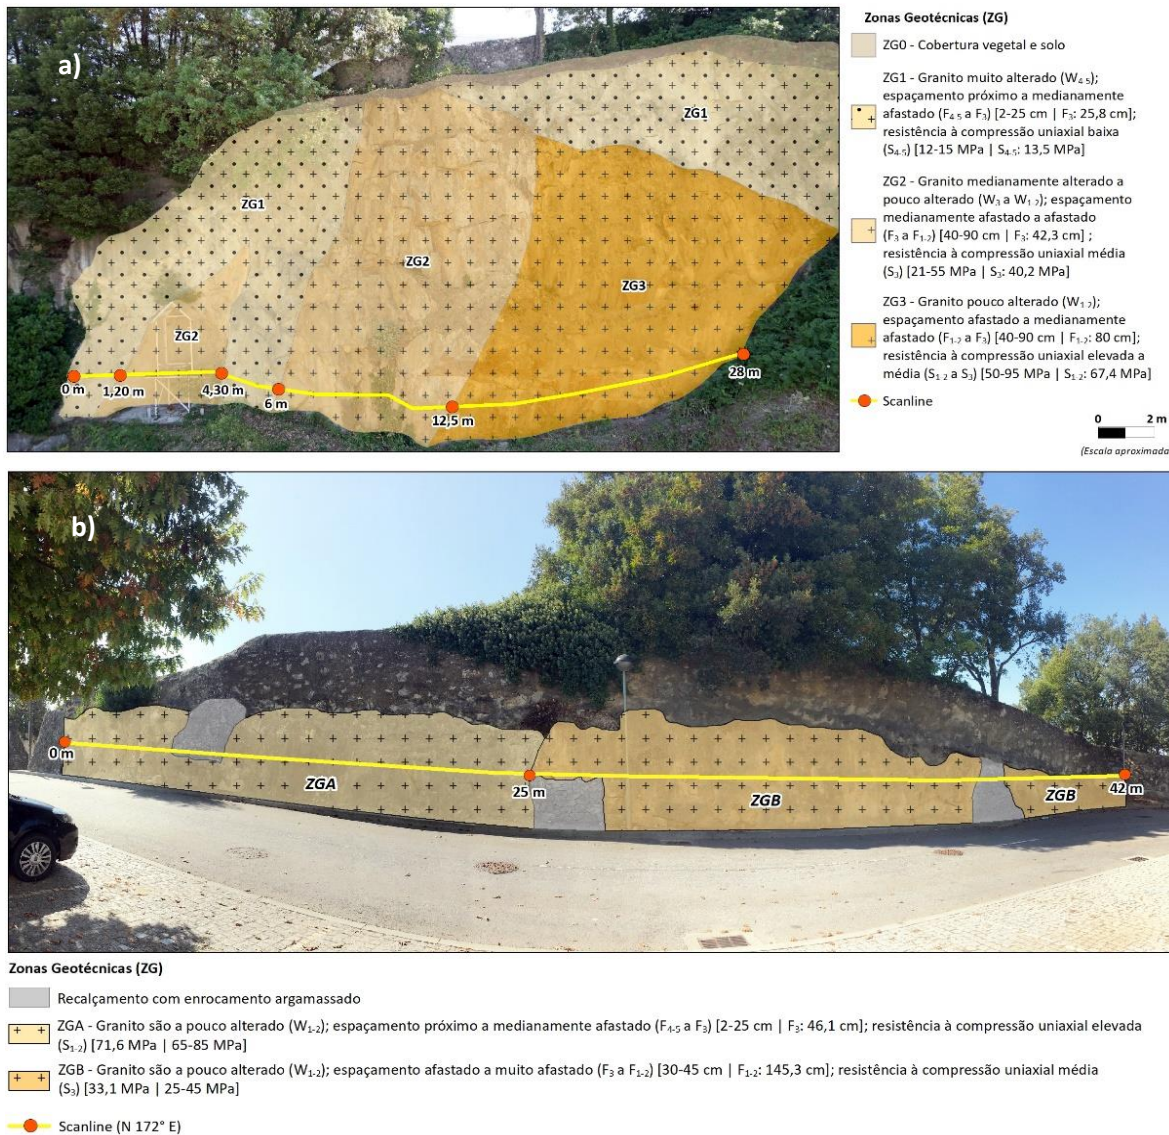 a)
ZG1
ZG1
ZG2
ZG3
ZG2
0 m
1,20 m
4,30 m
6 m
12,5 m
28 m
Zonas Geotécnicas (ZG)
ZG0 - Cobertura vegetal e solo
ZG1 - Granito muito alterado (W4-5);
espaçamento próximo a medianamente
afastado (F4-5 a F3) [2-25 cm | F3: 25,8 cm];
resistência à compressão uniaxial baixa
(S4-5) [12-15 MPa | S4-5: 13,5 MPa]
ZG2 - Granito medianamente alterado a
pouco alterado (W3 a W1-2); espaçamento
medianamente afastado a afastado
(F3 a F1-2) [40-90 cm | F3: 42,3 cm] ;
resistência à compressão uniaxial média
(S3) [21-55 MPa | S3: 40,2 MPa]
ZG3 - Granito pouco alterado (W1-2);
espaçamento afastado a medianamente
afastado (F1-2 a F3) [40-90 cm | F1-2: 80 cm];
resistência à compressão uniaxial elevada a
média (S1-2 a S3) [50-95 MPa | S1-2: 67,4 MPa]
Scanline
0 2 m
(Escala aproximada
b)
0 m
ZGA
25 m
ZGB
ZGB
42 m
Zonas Geotécnicas (ZG)
Recalçamento com enrocamento argamassado
ZGA - Granito são a pouco alterado (W1-2); espaçamento próximo a medianamente afastado (F4-5 a F3) [2-25 cm | F3: 46,1 cm]; resistência à compressão uniaxial elevada
(S1-2) [71,6 MPa | 65-85 MPa]
ZGB - Granito são a pouco alterado (W1-2); espaçamento afastado a muito afastado (F3 a F1-2) [30-45 cm | F1-2: 145,3 cm]; resistência à compressão uniaxial média
(S3) [33,1 MPa | 25-45 MPa]
Scanline (N 172° E)